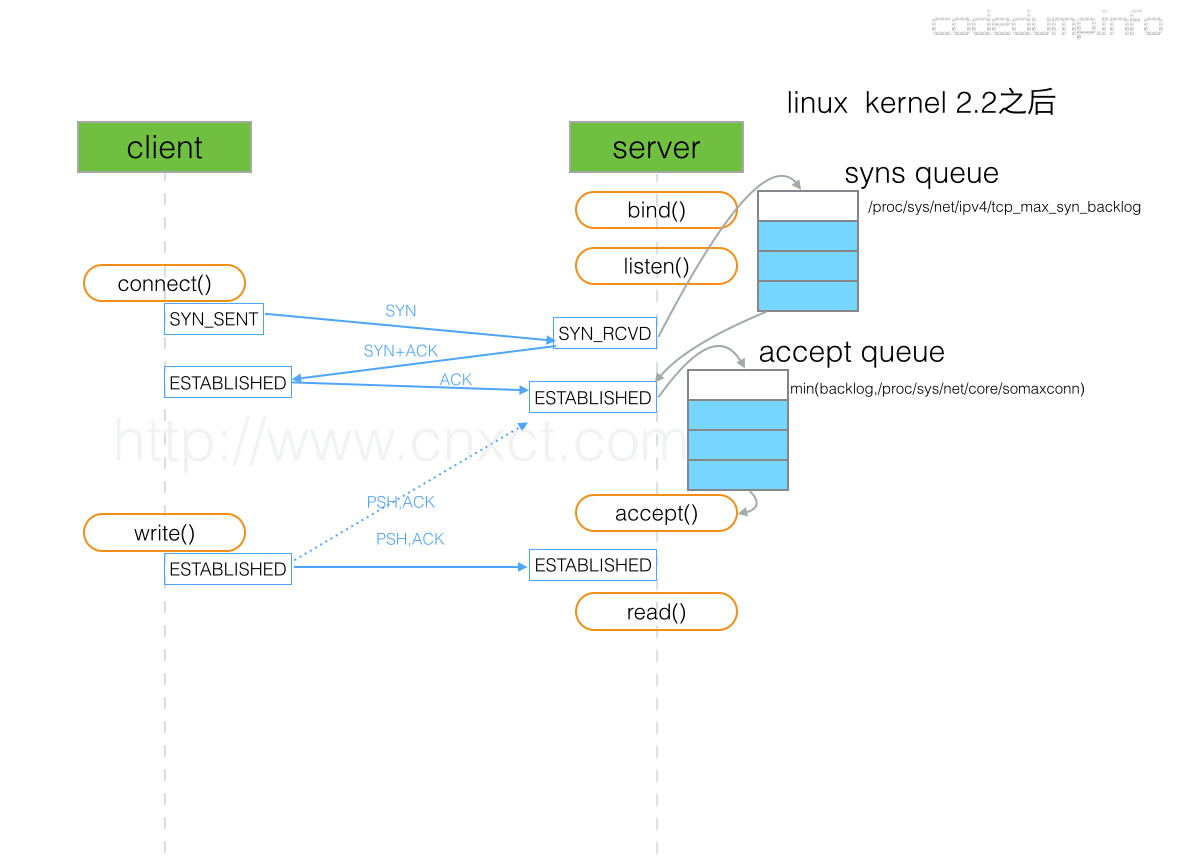 linux kernel 2.2之后
client
server
syns queue
bind()
/proc/sys/net/ipv4/tcp_max_syn_backlog
listen()
connect()
SYN
SYN_SENT
SYN_RCVD
SYN+ACK
accept queue
ESTABLISHED
ACK
min(backlog,/proc/sys/net/core/somaxconn)
ESTABLISHED
http://www.cnxct.com
PSH,ACK
accept()
write()
PSH,ACK
ESTABLISHED
ESTABLISHED
read()